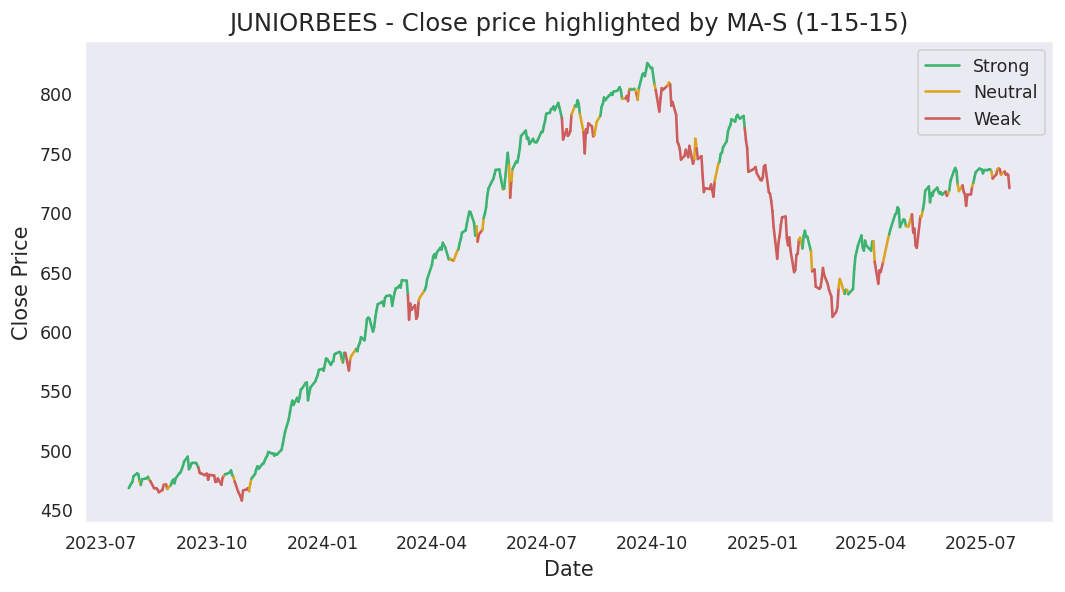 JUNIORBEES - Close price highlighted by MA-S (1-15-15)
Strong
Neutral
Weak
Close Price
800
750
700
650
600
550
500
450
2023-07 2023-10 2024-01 2024-04 2024-07 2024-10 2025-01 2025-04 2025-07
Date